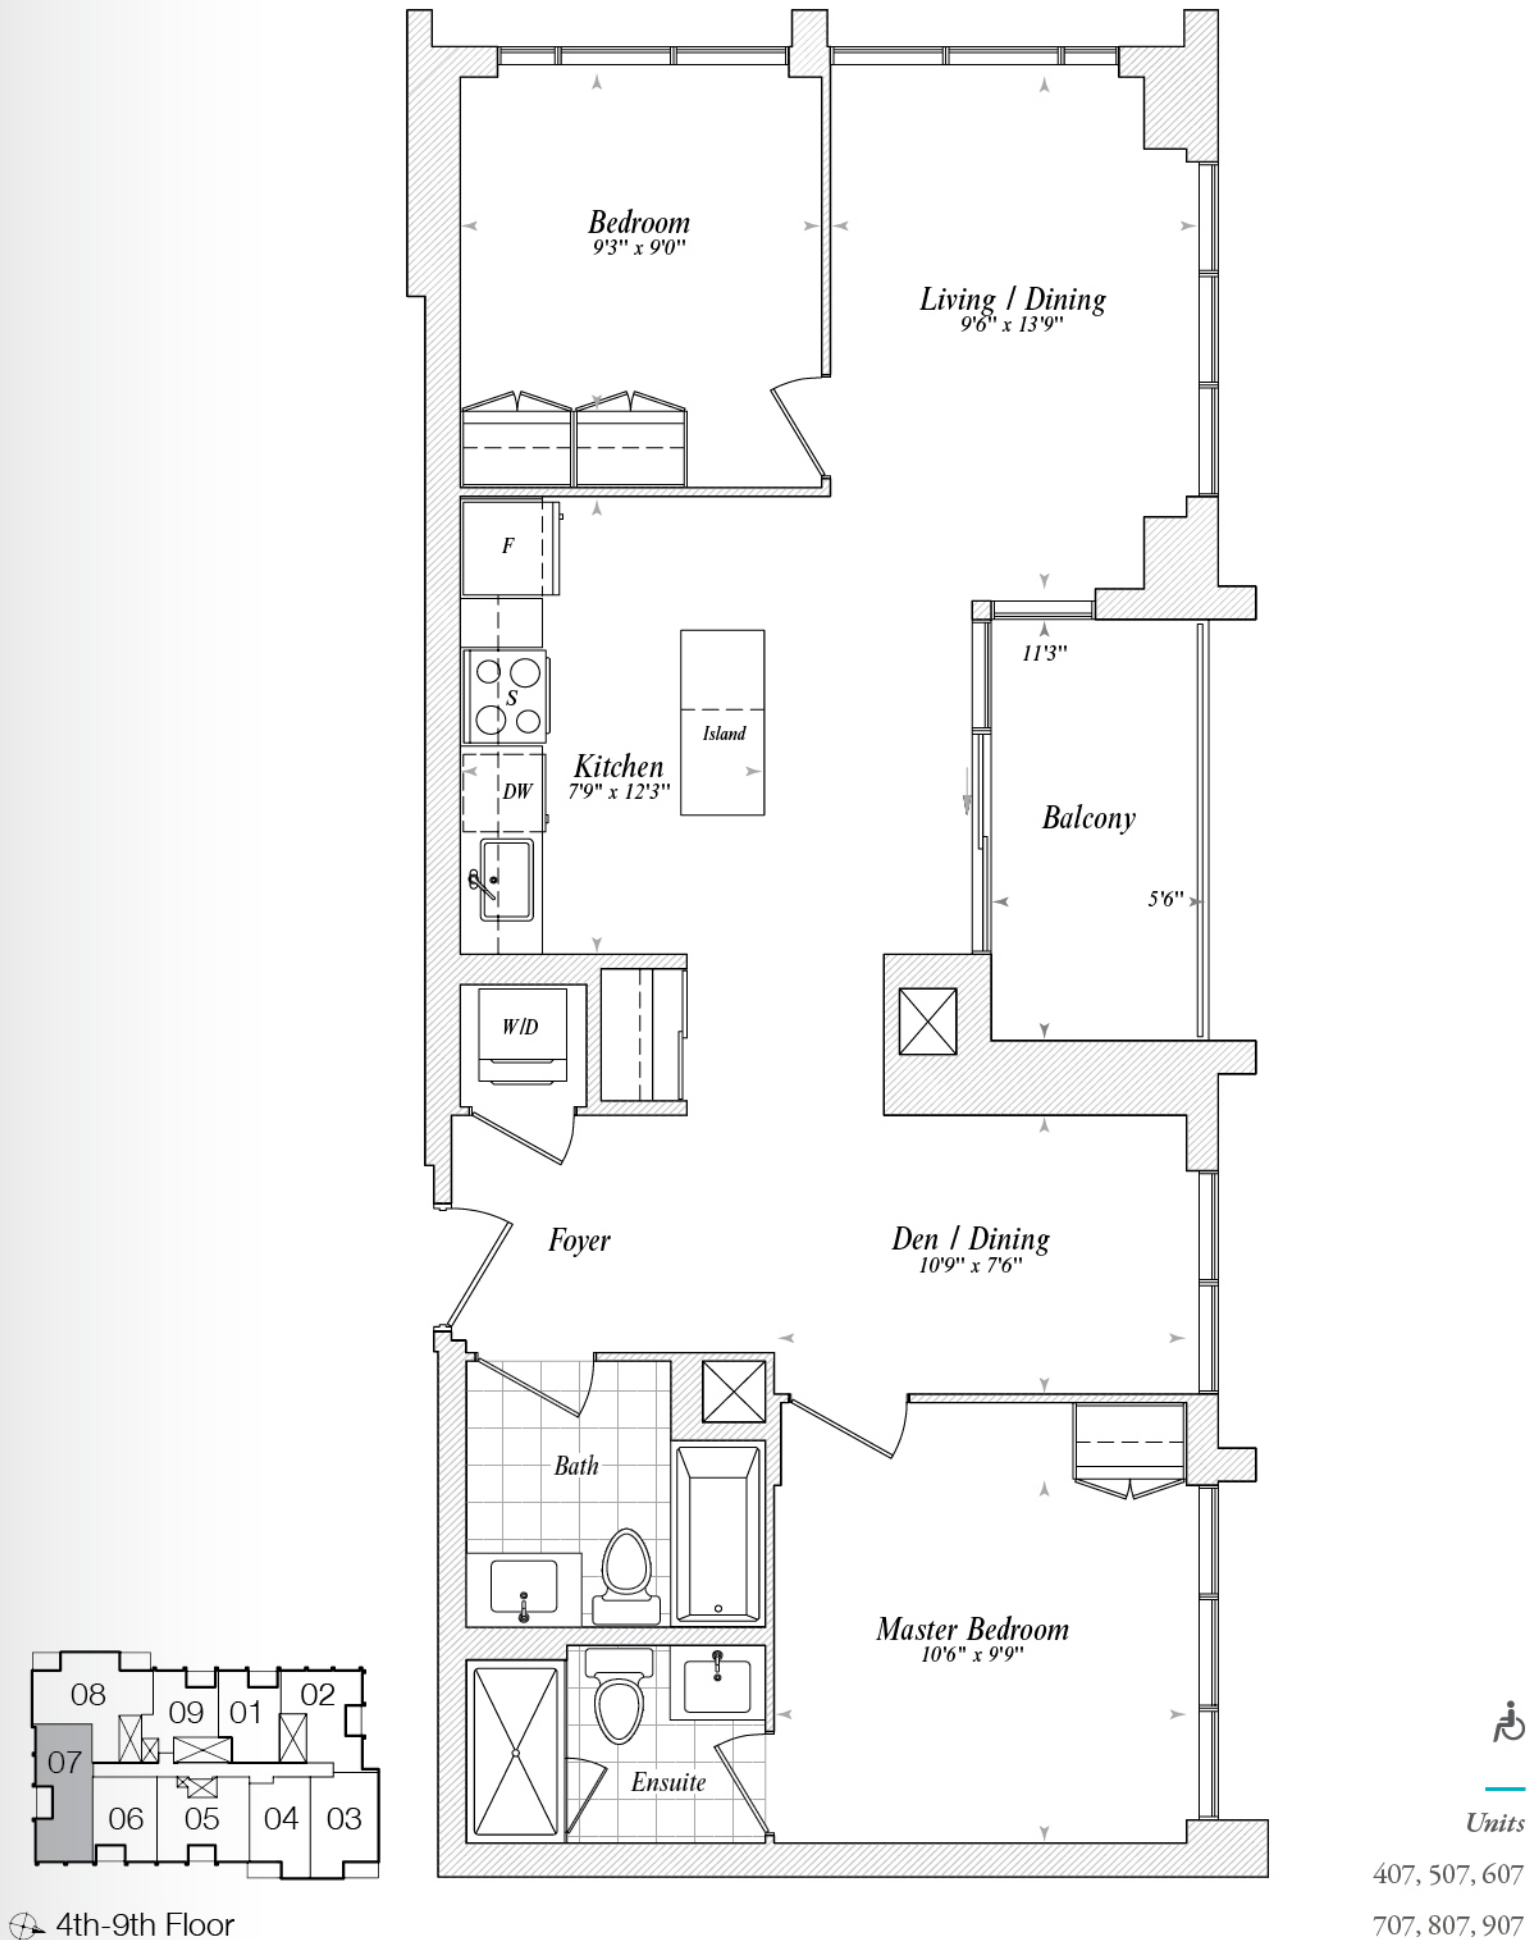 Bedroom
9'3" x 9'0"
Living / Dining
9'6" x 13'9"
F
11'3"
S
Island
Kitchen
7'9" x 12'3"
DW
Balcony
5'6"
W/D
Foyer
Den / Dining
10'9" x 7'6"
Bath
Master Bedroom
10'6" x 9'9"
Ensuite
08
09
01
02
07
06
05
04
03
4th-9th Floor
Units
407, 507, 607
707, 807, 907